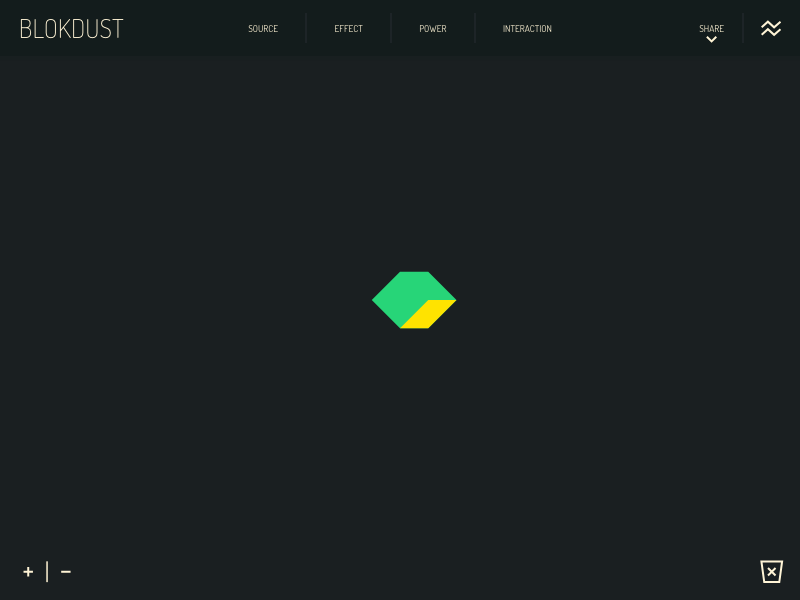 BLOKDUST
SOURCE
EFFECT
POWER
INTERACTION
SHARE